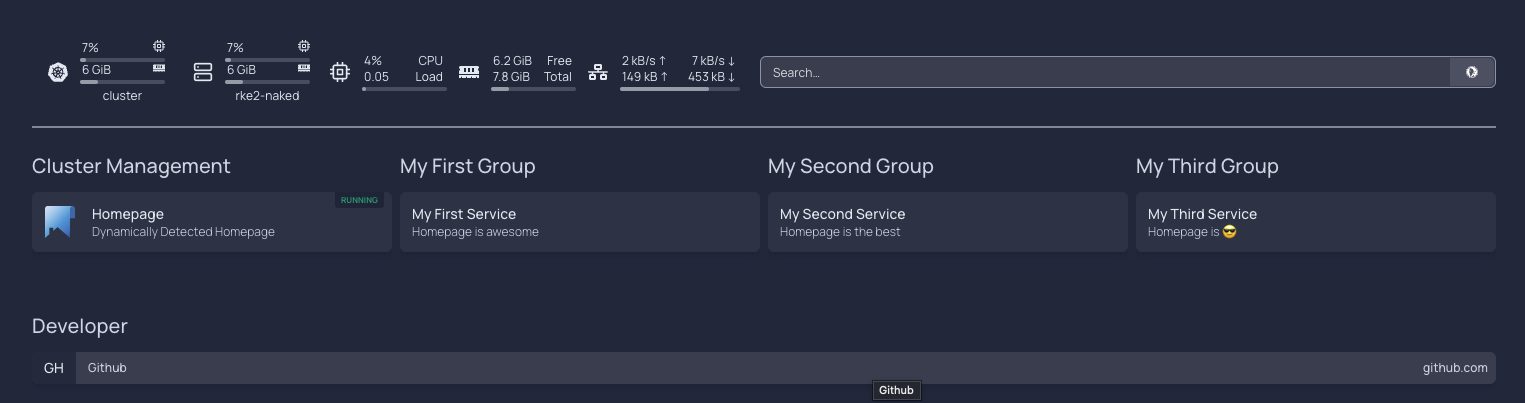 7%
6 GiB
cluster
7%
6 GiB
rke2-naked
4% CPU
0.05 Load
6.2 GiB Free
7.8 GiB Total
2 kB/s ↑ 7 kB/s ↓
149 kB ↑ 453 kB ↓
Search...
Cluster Management
RUNNING
Homepage
Dynamically Detected Homepage
My First Group
My First Service
Homepage is awesome
My Second Group
My Second Service
Homepage is the best
My Third Group
My Third Service
Homepage is 😎
Developer
GH Github github.com
Github